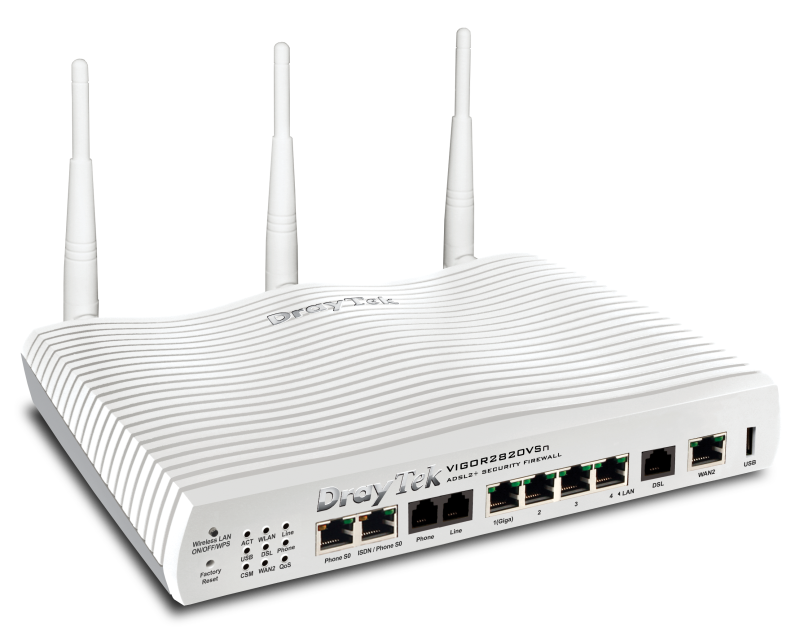 DrayTek
DrayTek
VIGOR2820VSn
ADSL2+ SECURITY FIREWALL
Wireless LAN
ON/OFF/WPS
Factory
Reset
ACT WLAN Line
USB DSL Phone
CSM WAN2 QoS
Phone S0
ISDN / Phone S0
Phone
Line
1(Giga)
2
3
4
LAN
DSL
WAN2
USB